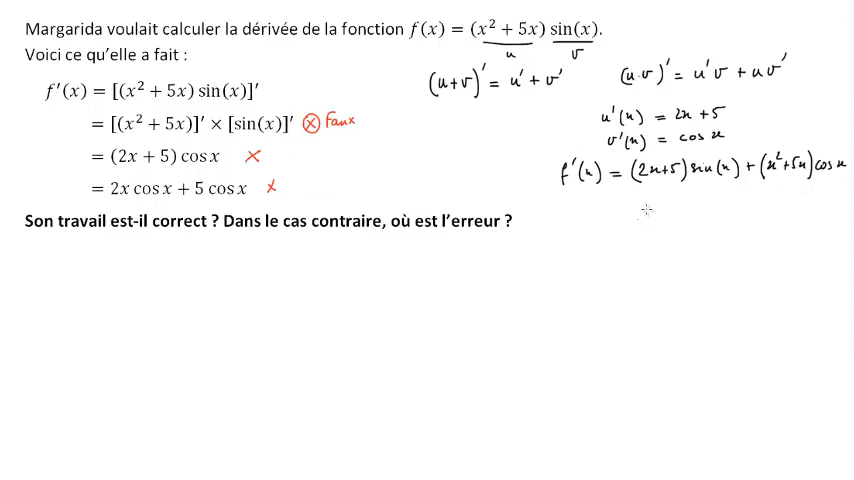 Margarida voulait calculer la dérivée de la fonction f(x) = (x² + 5x) sin(x).
u v
Voici ce qu'elle a fait :
(u+v)' = u' + v'
(u·v)' = u'v + uv'
f'(x) = [(x² + 5x) sin(x)]'
= [(x² + 5x)]' × [sin(x)]' ⊗ Faux
u'(x) = 2x + 5
v'(x) = cos x
= (2x + 5) cos x ×
f'(x) = (2x+5) sin(x) + (x²+5x) cos x
= 2x cos x + 5 cos x ×
Son travail est-il correct ? Dans le cas contraire, où est l'erreur ?